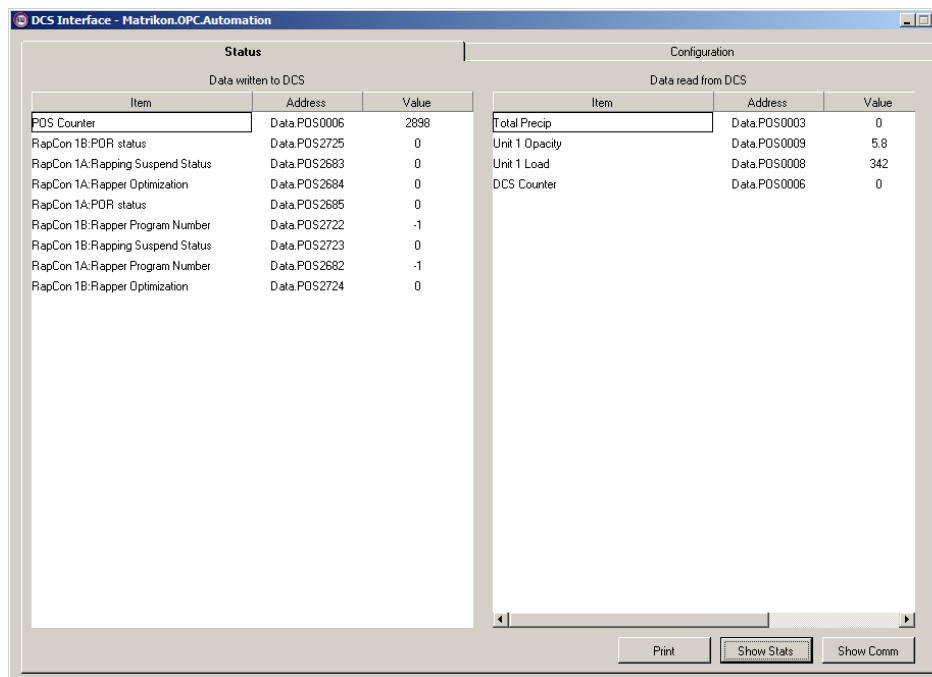 DCS Interface - Matrikon.OPC.Automation
Status Configuration
Data written to DCS
Item Address Value
POS Counter Data.POS0006 2898
RapCon 1B:POR status Data.POS2725 0
RapCon 1A:Rapping Suspend Status Data.POS2683 0
RapCon 1A:Rapper Optimization Data.POS2684 0
RapCon 1A:POR status Data.POS2685 0
RapCon 1B:Rapper Program Number Data.POS2722 -1
RapCon 1B:Rapping Suspend Status Data.POS2723 0
RapCon 1A:Rapper Program Number Data.POS2682 -1
RapCon 1B:Rapper Optimization Data.POS2724 0
Data read from DCS
Item Address Value
Total Precip Data.POS0003 0
Unit 1 Opacity Data.POS0009 5.8
Unit 1 Load Data.POS0008 342
DCS Counter Data.POS0006 0
Print Show Stats Show Comm